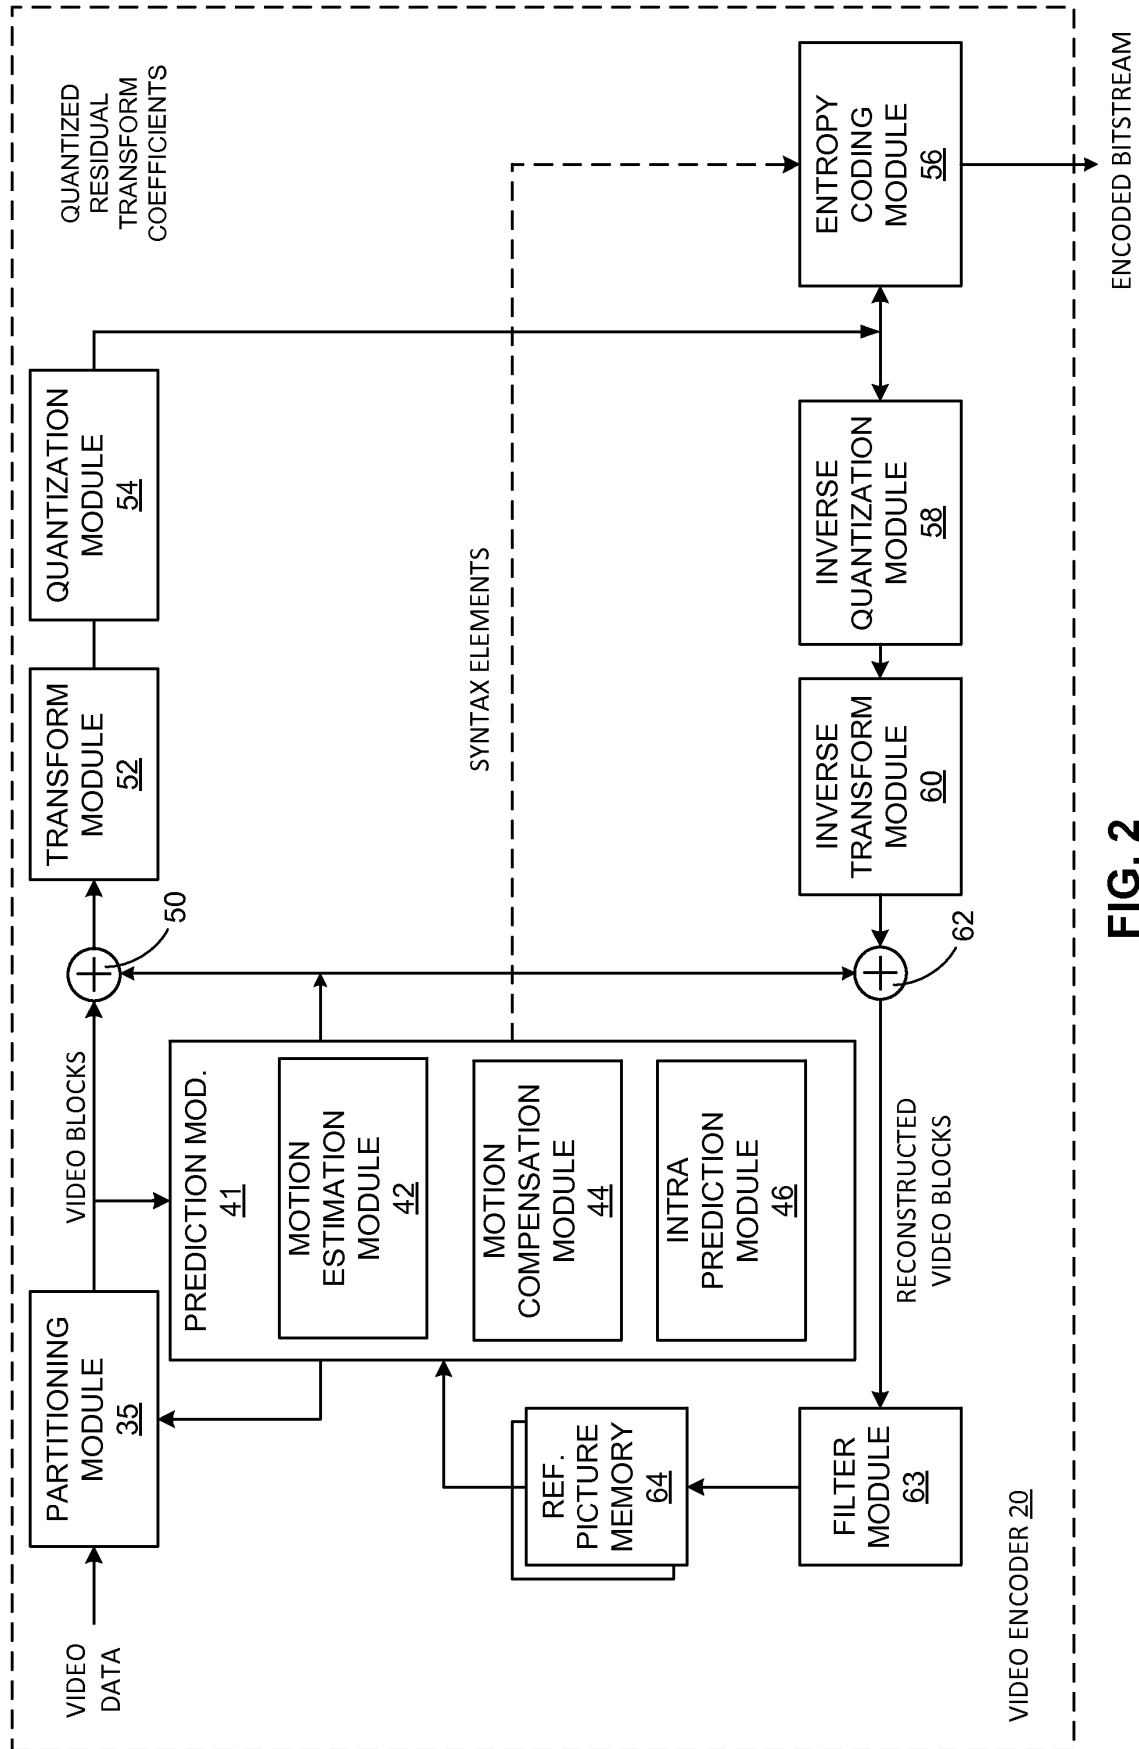 VIDEO
DATA
PARTITIONING
MODULE
35
VIDEO BLOCKS
50
TRANSFORM
MODULE
52
QUANTIZATION
MODULE
54
QUANTIZED
RESIDUAL
TRANSFORM
COEFFICIENTS
PREDICTION MOD.
41
MOTION
ESTIMATION
MODULE
42
MOTION
COMPENSATION
MODULE
44
INTRA
PREDICTION
MODULE
46
SYNTAX ELEMENTS
REF.
PICTURE
MEMORY
64
FILTER
MODULE
63
RECONSTRUCTED
VIDEO BLOCKS
62
INVERSE
TRANSFORM
MODULE
60
INVERSE
QUANTIZATION
MODULE
58
ENTROPY
CODING
MODULE
56
VIDEO ENCODER 20
ENCODED BITSTREAM
FIG. 2